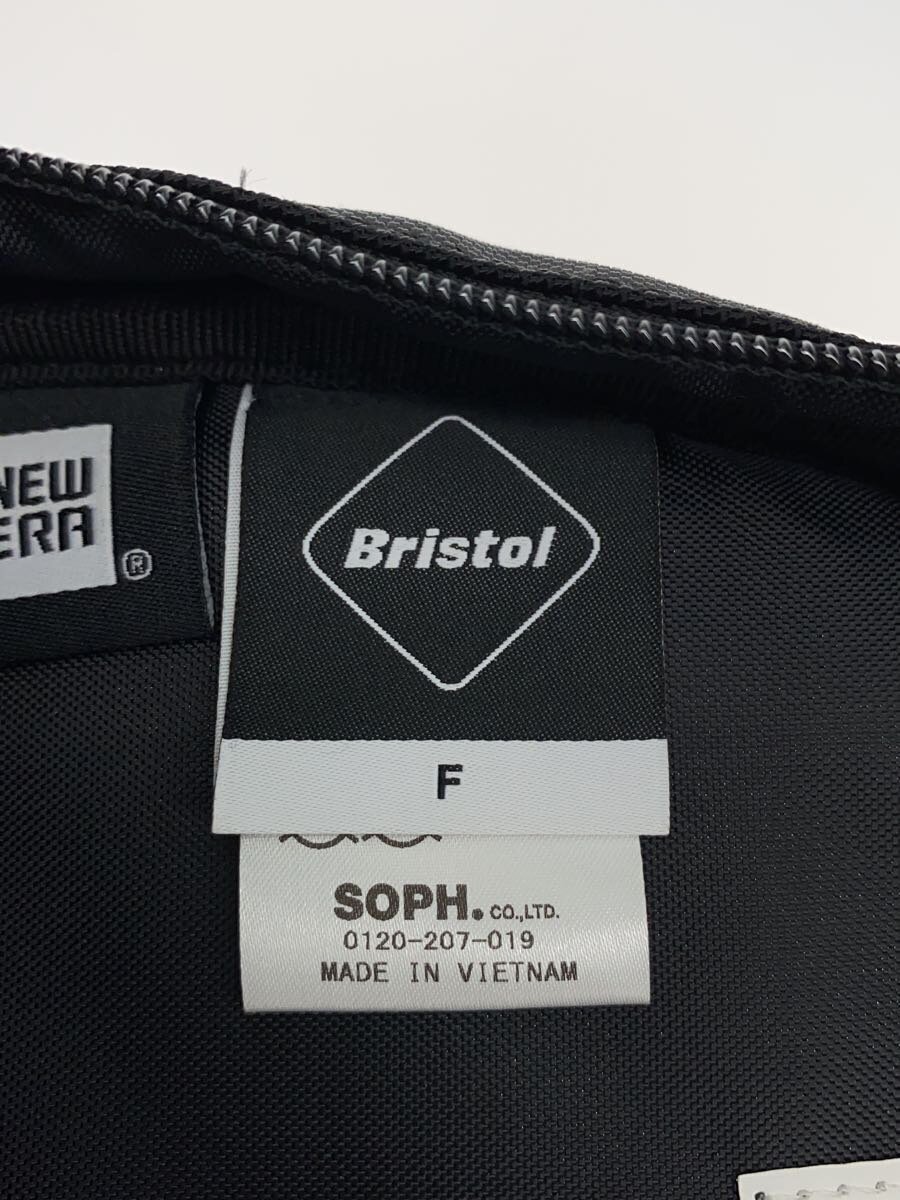 NEW
ERA
®
Bristol
F
SOPH. CO.,LTD.
0120-207-019
MADE IN VIETNAM